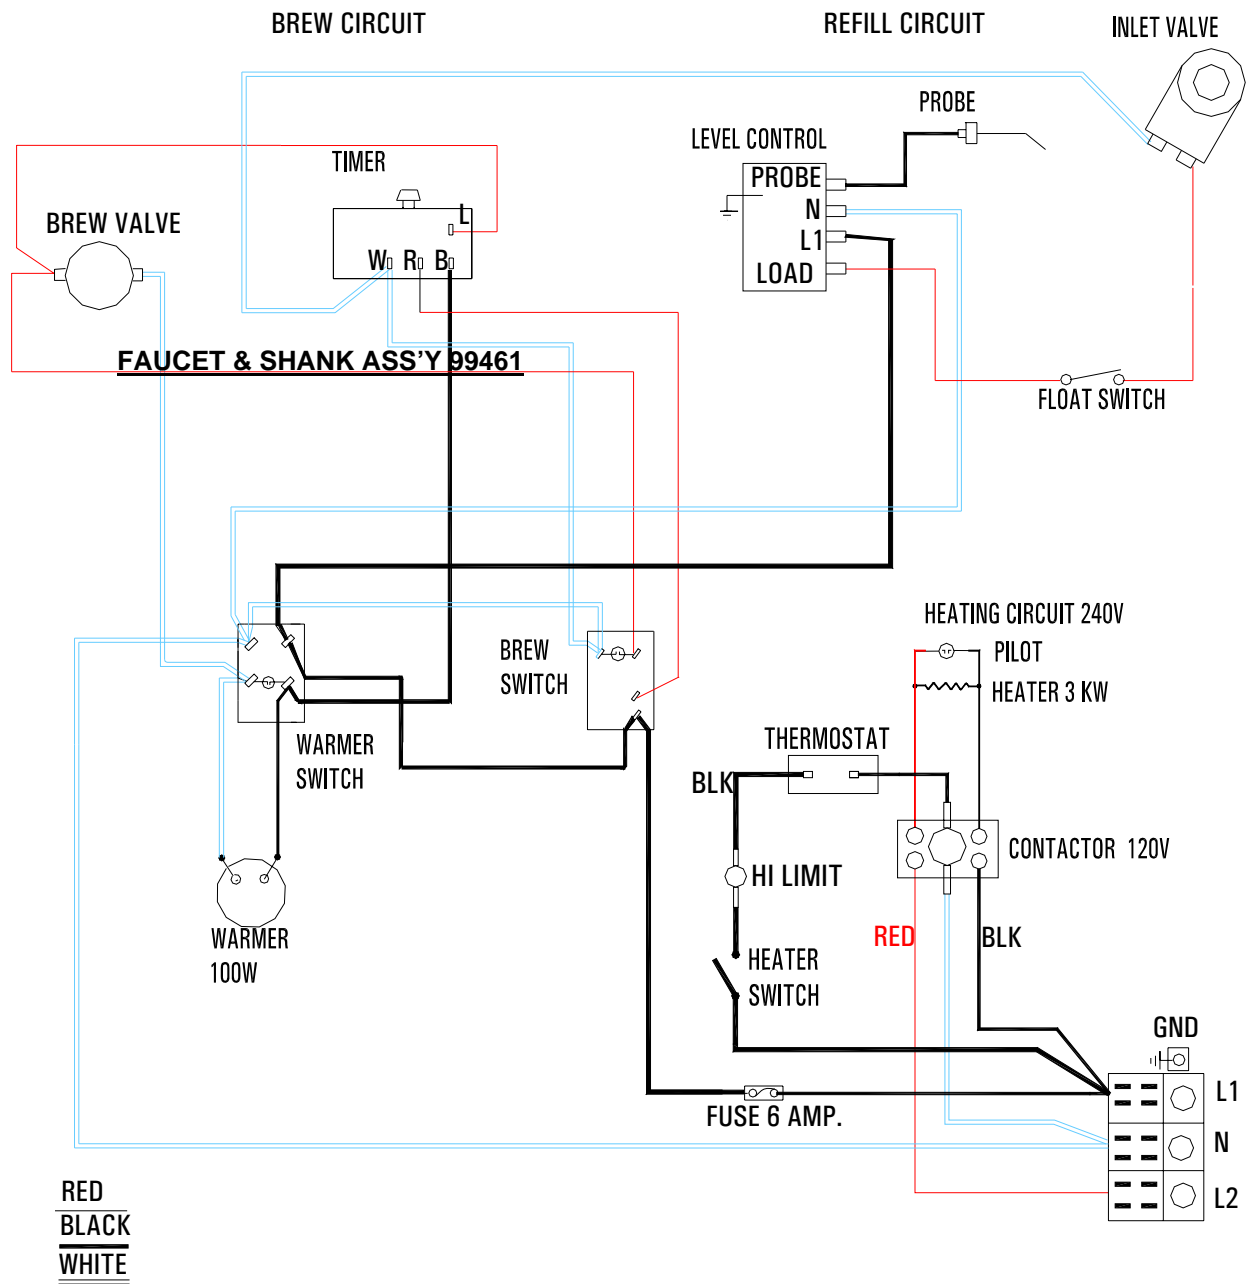 BREW CIRCUIT
REFILL CIRCUIT
INLET VALVE
PROBE
LEVEL CONTROL
TIMER
PROBE
N
L1
LOAD
L
W R B
BREW VALVE
FAUCET & SHANK ASS'Y 99461
FLOAT SWITCH
HEATING CIRCUIT 240V
PILOT
HEATER 3 KW
BREW
SWITCH
WARMER
SWITCH
THERMOSTAT
BLK
CONTACTOR 120V
HI LIMIT
WARMER
100W
RED
BLK
HEATER
SWITCH
GND
L1
FUSE 6 AMP.
N
L2
RED
BLACK
WHITE